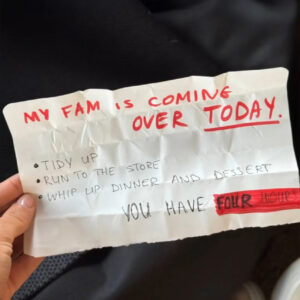 MY FAM IS COMING
OVER TODAY.
• TIDY UP
• RUN TO THE STORE
• WHIP UP DINNER AND DESSERT
YOU HAVE FOUR HOURS